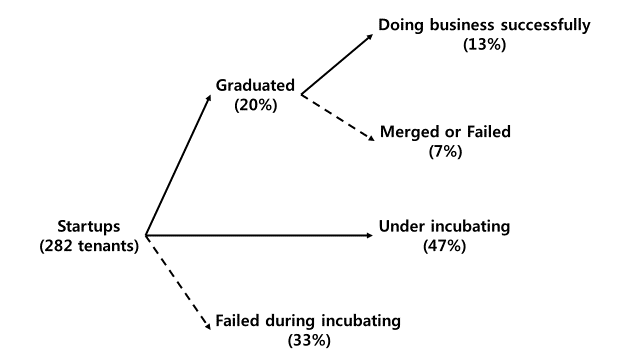 Doing business successfully
(13%)
Graduated
(20%)
Merged or Failed
(7%)
Startups
(282 tenants)
Under incubating
(47%)
Failed during incubating
(33%)